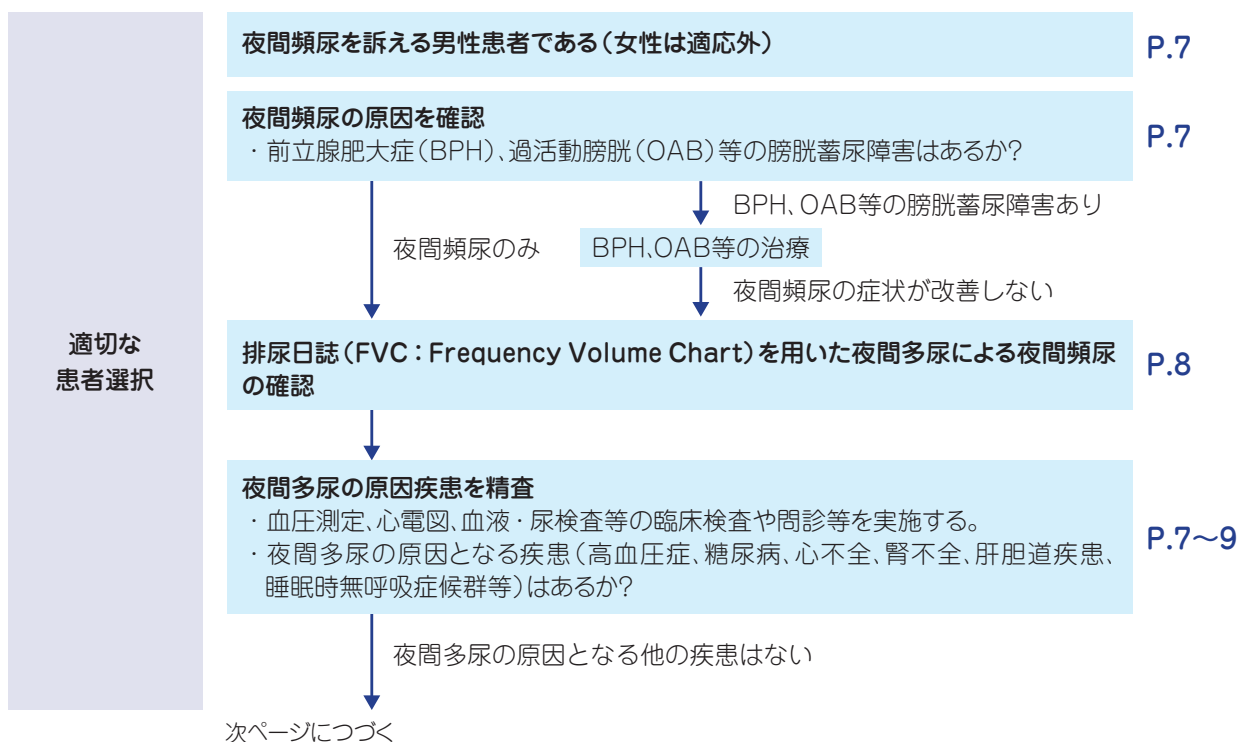 夜間頻尿を訴える男性患者である（女性は適応外）
P.7
夜間頻尿の原因を確認
・前立腺肥大症（BPH）、過活動膀胱（OAB）等の膀胱蓄尿障害はあるか？
P.7
BPH、OAB等の膀胱蓄尿障害あり
夜間頻尿のみ
BPH、OAB等の治療
夜間頻尿の症状が改善しない
適切な
患者選択
排尿日誌（FVC：Frequency Volume Chart）を用いた夜間多尿による夜間頻尿
の確認
P.8
夜間多尿の原因疾患を精査
・血圧測定、心電図、血液・尿検査等の臨床検査や問診等を実施する。
・夜間多尿の原因となる疾患（高血圧症、糖尿病、心不全、腎不全、肝胆道疾患、
睡眠時無呼吸症候群等）はあるか？
P.7～9
夜間多尿の原因となる他の疾患はない
次ページにつづく